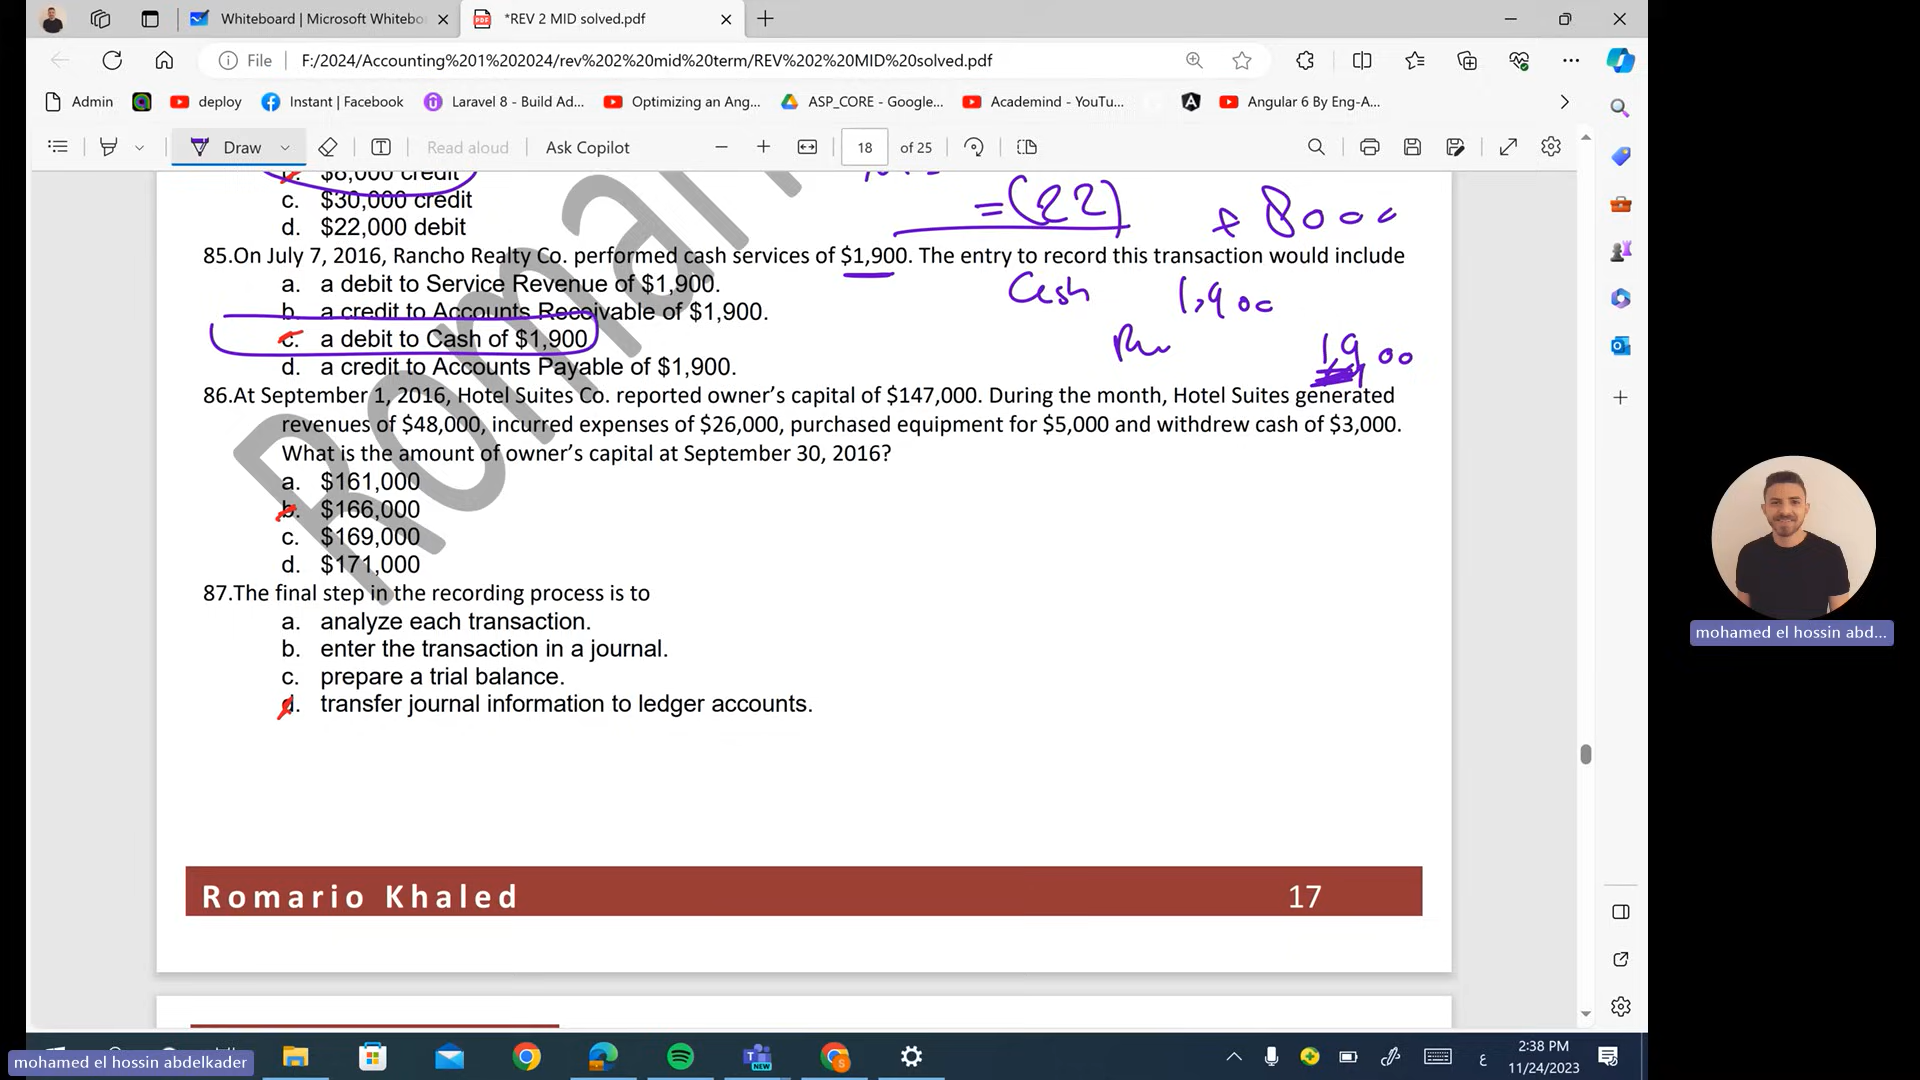 Whiteboard | Microsoft Whitebo
*REV 2 MID solved.pdf
File
F:/2024/Accounting%201%202024/rev%202%20mid%20term/REV%202%20MID%20solved.pdf
Admin
deploy
Instant | Facebook
Laravel 8 - Build Ad...
Optimizing an Ang...
ASP_CORE - Google...
Academind - YouTu...
Angular 6 By Eng-A...
Draw
Read aloud
Ask Copilot
18 of 25
b. $8,000 credit
c. $30,000 credit
d. $22,000 debit
=(22)
+ 8000
85.On July 7, 2016, Rancho Realty Co. performed cash services of $1,900. The entry to record this transaction would include
a. a debit to Service Revenue of $1,900.
b. a credit to Accounts Receivable of $1,900.
c. a debit to Cash of $1,900
d. a credit to Accounts Payable of $1,900.
Cash 1,900
1900
86.At September 1, 2016, Hotel Suites Co. reported owner’s capital of $147,000. During the month, Hotel Suites generated
revenues of $48,000, incurred expenses of $26,000, purchased equipment for $5,000 and withdrew cash of $3,000.
What is the amount of owner’s capital at September 30, 2016?
a. $161,000
b. $166,000
c. $169,000
d. $171,000
87.The final step in the recording process is to
a. analyze each transaction.
b. enter the transaction in a journal.
c. prepare a trial balance.
d. transfer journal information to ledger accounts.
Romario Khaled 17
mohamed el hossin abd...
mohamed el hossin abdelkader
ع
2:38 PM
11/24/2023